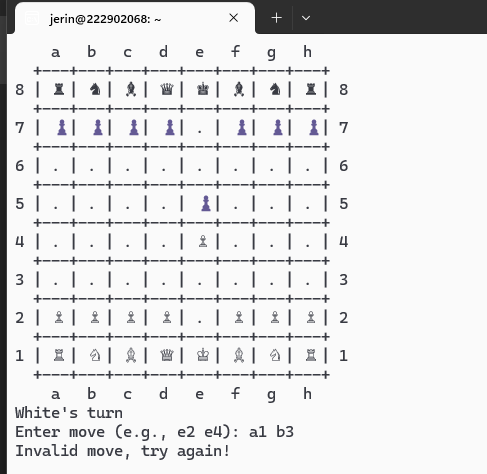 jerin@222902068: ~
a b c d e f g h
+---+---+---+---+---+---+---+---+
8 | ♜ | ♞ | ♝ | ♛ | ♚ | ♝ | ♞ | ♜ | 8
+---+---+---+---+---+---+---+---+
7 | ♟ | ♟ | ♟ | ♟ | . | ♟ | ♟ | ♟ | 7
+---+---+---+---+---+---+---+---+
6 | . | . | . | . | . | . | . | . | 6
+---+---+---+---+---+---+---+---+
5 | . | . | . | . | ♟ | . | . | . | 5
+---+---+---+---+---+---+---+---+
4 | . | . | . | . | ♙ | . | . | . | 4
+---+---+---+---+---+---+---+---+
3 | . | . | . | . | . | . | . | . | 3
+---+---+---+---+---+---+---+---+
2 | ♙ | ♙ | ♙ | ♙ | . | ♙ | ♙ | ♙ | 2
+---+---+---+---+---+---+---+---+
1 | ♖ | ♘ | ♗ | ♕ | ♔ | ♗ | ♘ | ♖ | 1
+---+---+---+---+---+---+---+---+
a b c d e f g h
White's turn
Enter move (e.g., e2 e4): a1 b3
Invalid move, try again!